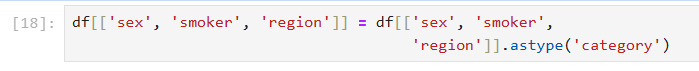 [18]: df[['sex', 'smoker', 'region']] = df[['sex', 'smoker',
'region']].astype('category')